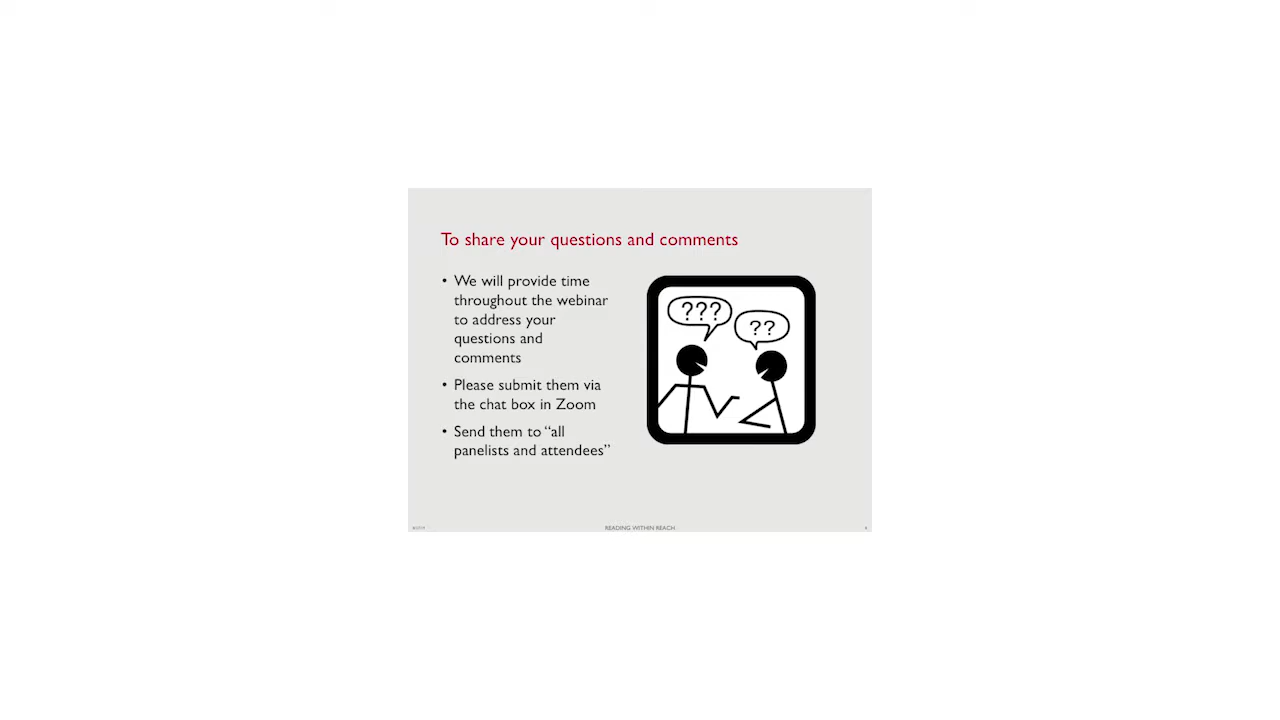 To share your questions and comments
• We will provide time
throughout the webinar
to address your
questions and
comments
• Please submit them via
the chat box in Zoom
• Send them to “all
panelists and attendees”
???
??
READING WITHIN REACH